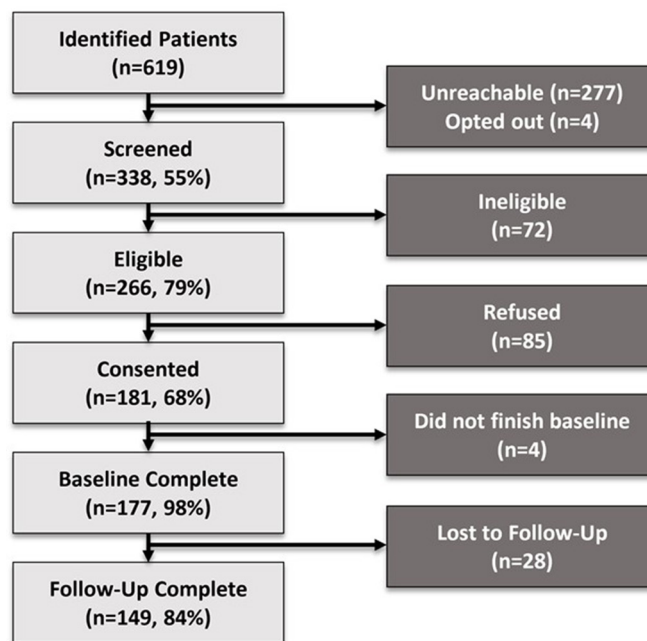 Identified Patients
(n=619)
Unreachable (n=277)
Opted out (n=4)
Screened
(n=338, 55%)
Ineligible
(n=72)
Eligible
(n=266, 79%)
Refused
(n=85)
Consented
(n=181, 68%)
Did not finish baseline
(n=4)
Baseline Complete
(n=177, 98%)
Lost to Follow-Up
(n=28)
Follow-Up Complete
(n=149, 84%)